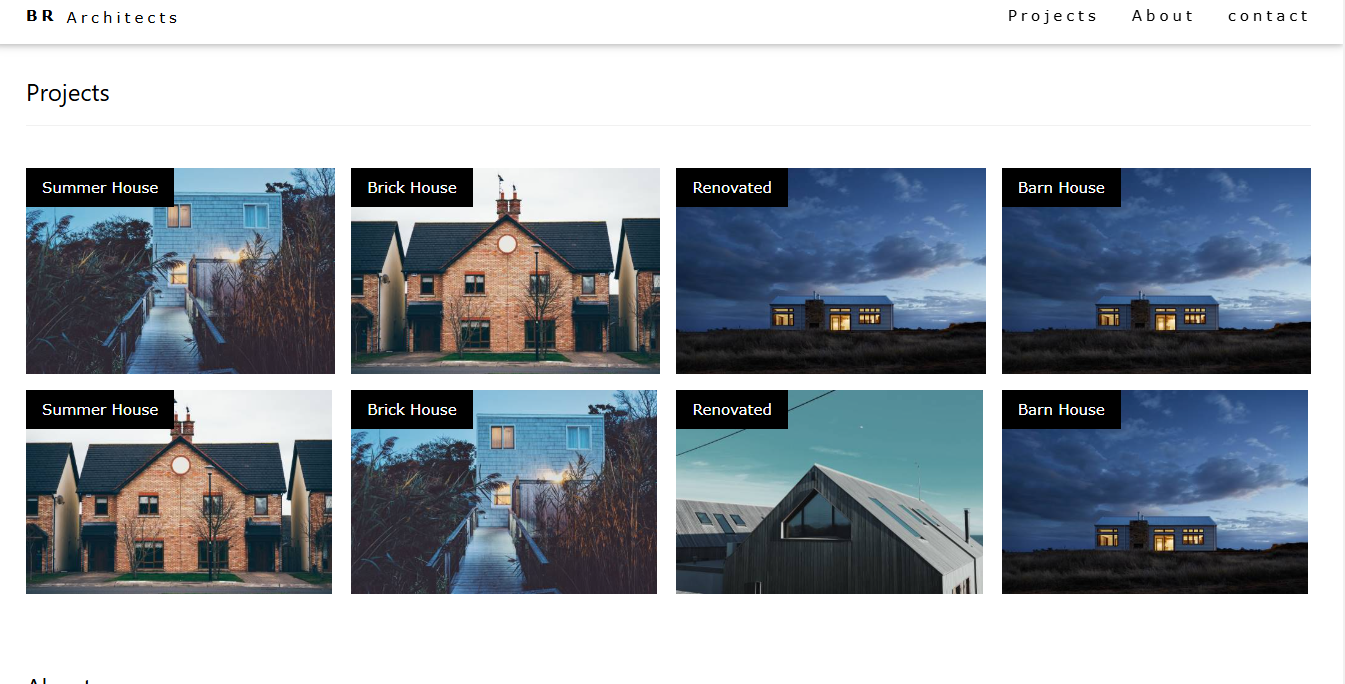 BR Architects
Projects About contact
Projects
Summer House
Brick House
Renovated
Barn House
Summer House
Brick House
Renovated
Barn House
About